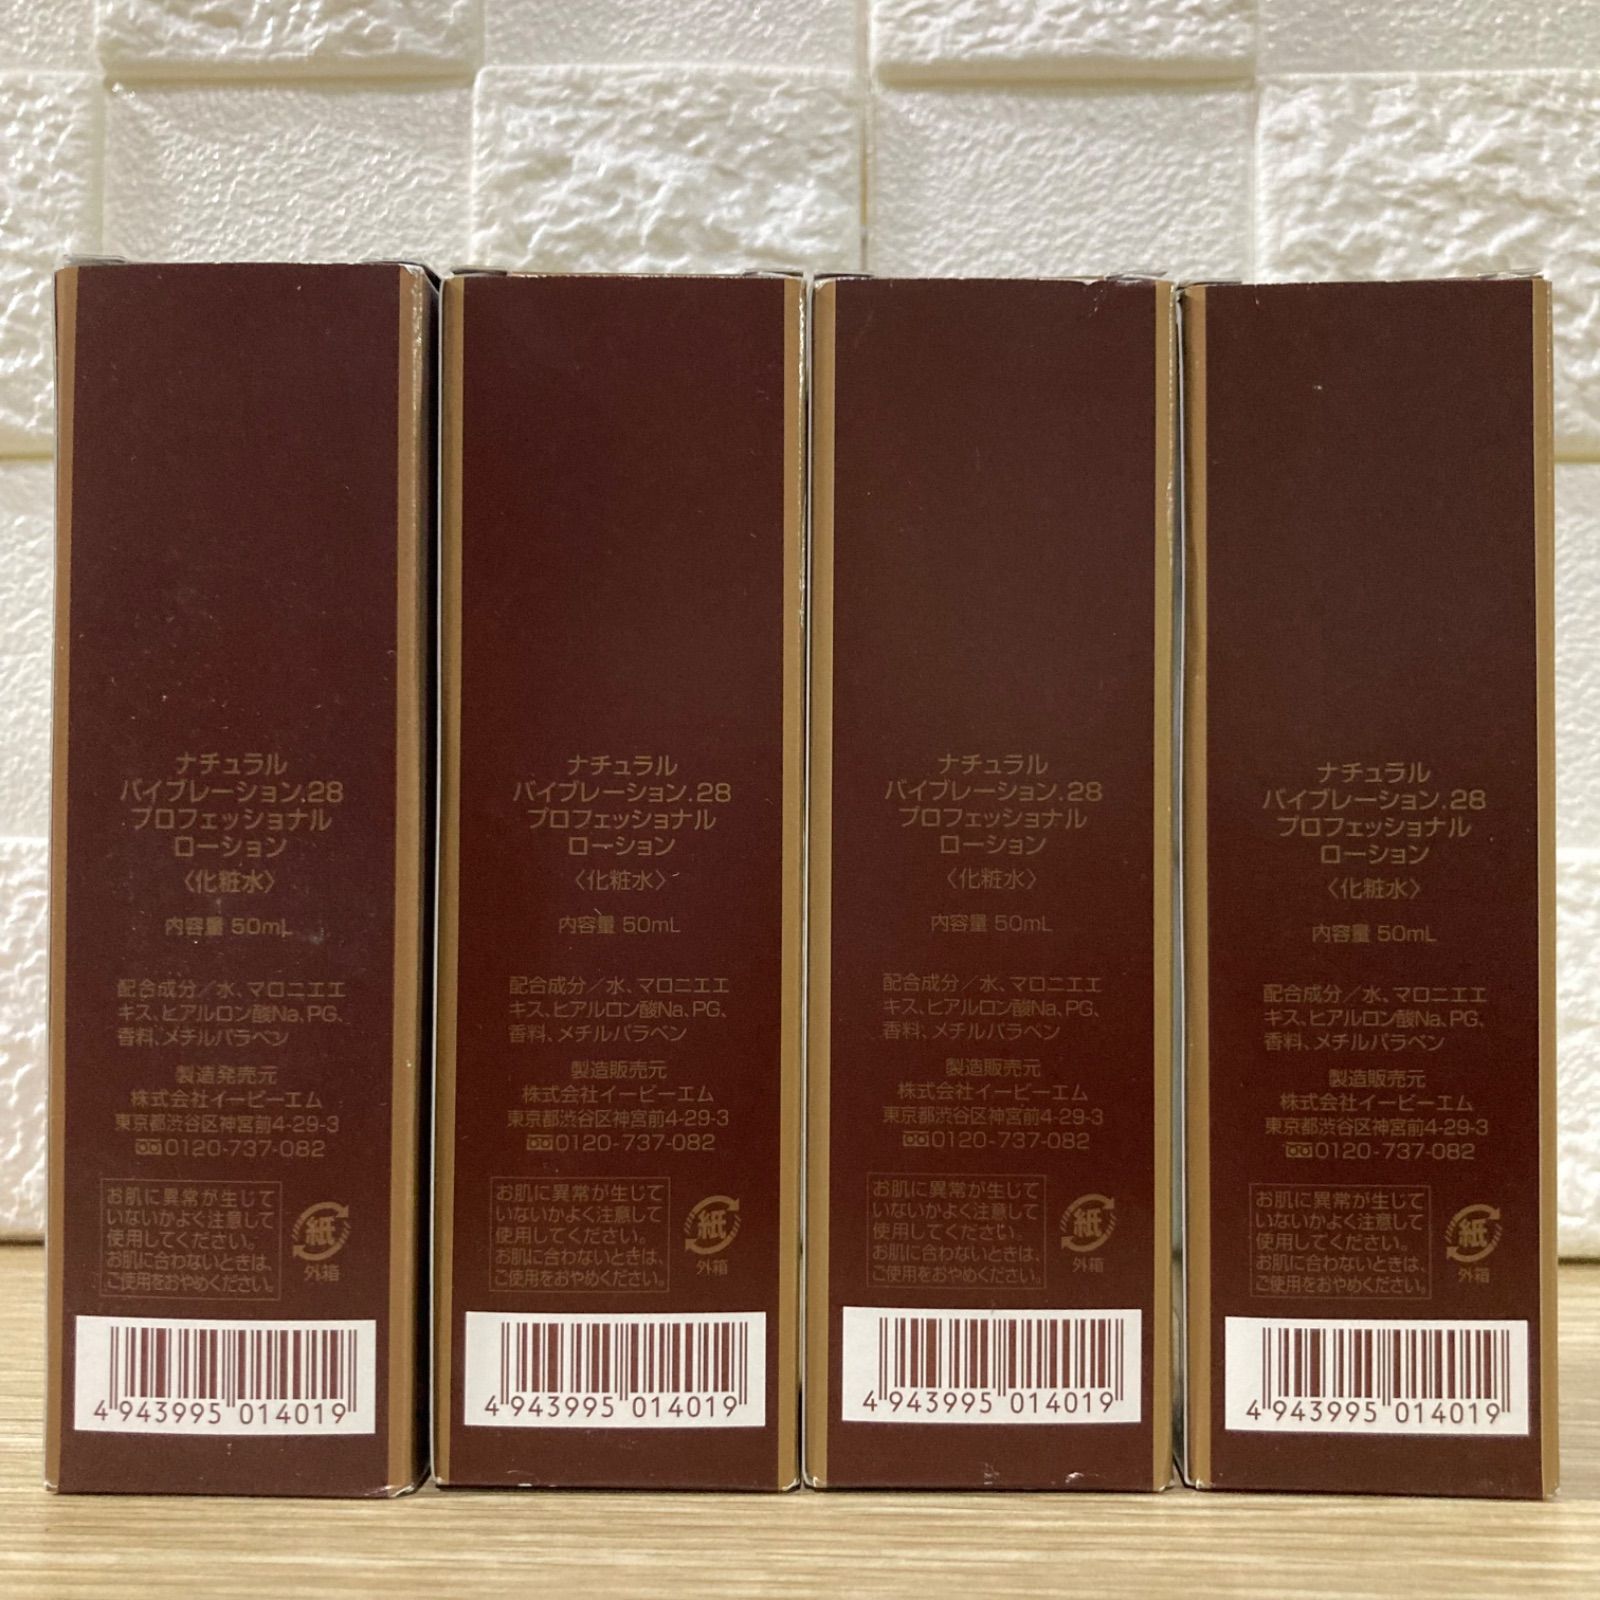 ナチュラル
バイブレーション.28
プロフェッショナル
ローション
〈化粧水〉
内容量 50mL
配合成分/水、マロニエエ
キス、ヒアルロン酸Na、PG、
香料、メチルパラベン
製造発売元
株式会社イービーエム
東京都渋谷区神宮前4-29-3
0120-737-082
お肌に異常が生じて
いないかよく注意して
使用してください。
お肌に合わないときは、
ご使用をおやめください。
紙
外箱
4 943995 014019
ナチュラル
バイブレーション.28
プロフェッショナル
ローション
〈化粧水〉
内容量 50mL
配合成分/水、マロニエエ
キス、ヒアルロン酸Na、PG、
香料、メチルパラベン
製造販売元
株式会社イービーエム
東京都渋谷区神宮前4-29-3
0120-737-082
お肌に異常が生じて
いないかよく注意して
使用してください。
お肌に合わないときは、
ご使用をおやめください。
紙
外箱
4 943995 014019
ナチュラル
バイブレーション.28
プロフェッショナル
ローション
〈化粧水〉
内容量 50mL
配合成分/水、マロニエエ
キス、ヒアルロン酸Na、PG、
香料、メチルパラベン
製造販売元
株式会社イービーエム
東京都渋谷区神宮前4-29-3
0120-737-082
お肌に異常が生じて
いないかよく注意して
使用してください。
お肌に合わないときは、
ご使用をおやめください。
紙
外箱
4 943995 014019
ナチュラル
バイブレーション.28
プロフェッショナル
ローション
〈化粧水〉
内容量 50mL
配合成分/水、マロニエエ
キス、ヒアルロン酸Na、PG、
香料、メチルパラベン
製造販売元
株式会社イービーエム
東京都渋谷区神宮前4-29-3
0120-737-082
お肌に異常が生じて
いないかよく注意して
使用してください。
お肌に合わないときは、
ご使用をおやめください。
紙
外箱
4 943995 014019